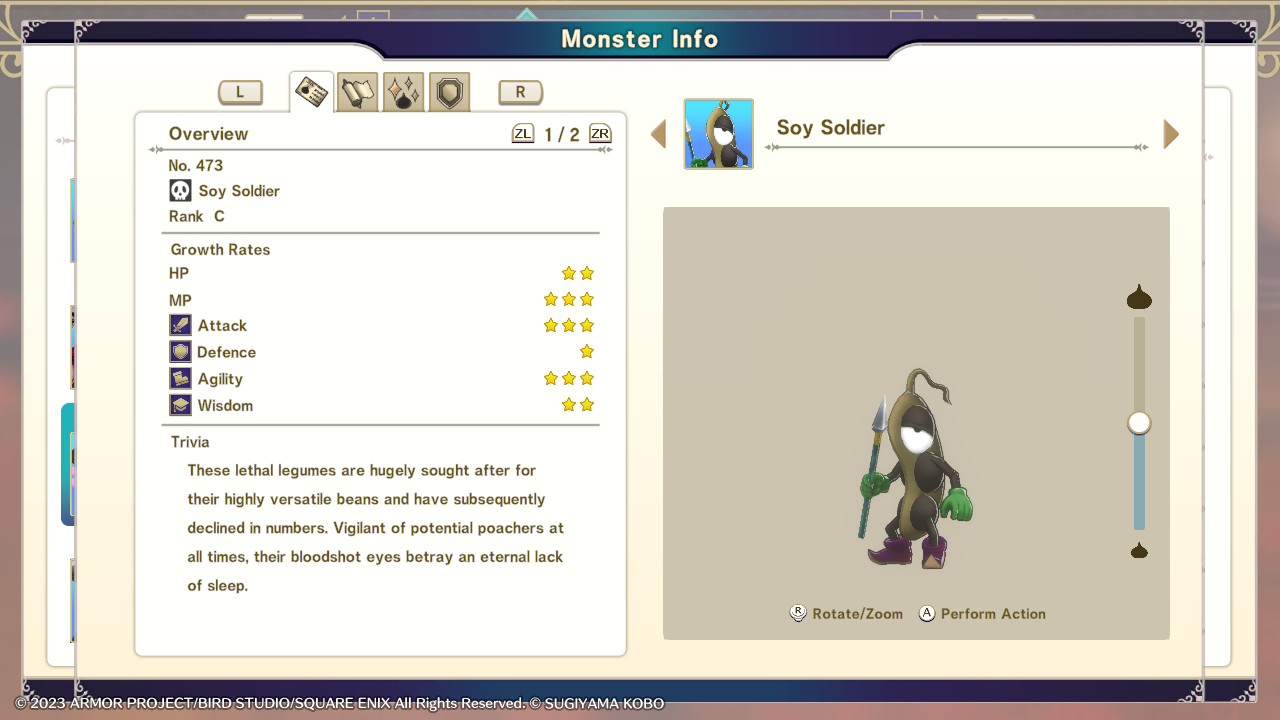 Monster Info
L
R
Overview
ZL 1 / 2 ZR
No. 473
Soy Soldier
Rank C
Growth Rates
HP
MP
Attack
Defence
Agility
Wisdom
Trivia
These lethal legumes are hugely sought after for
their highly versatile beans and have subsequently
declined in numbers. Vigilant of potential poachers at
all times, their bloodshot eyes betray an eternal lack
of sleep.
Soy Soldier
R Rotate/Zoom A Perform Action
© 2023 ARMOR PROJECT/BIRD STUDIO/SQUARE ENIX All Rights Reserved. © SUGIYAMA KOBO